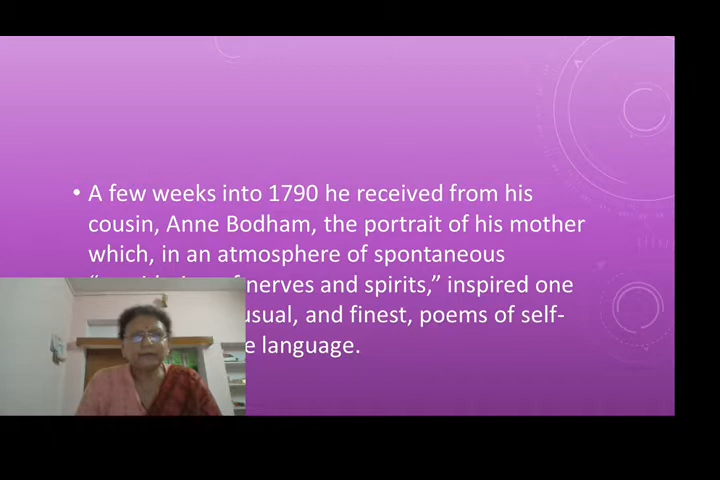 • A few weeks into 1790 he received from his
cousin, Anne Bodham, the portrait of his mother
which, in an atmosphere of spontaneous
nerves and spirits,” inspired one
and finest, poems of self-
language.